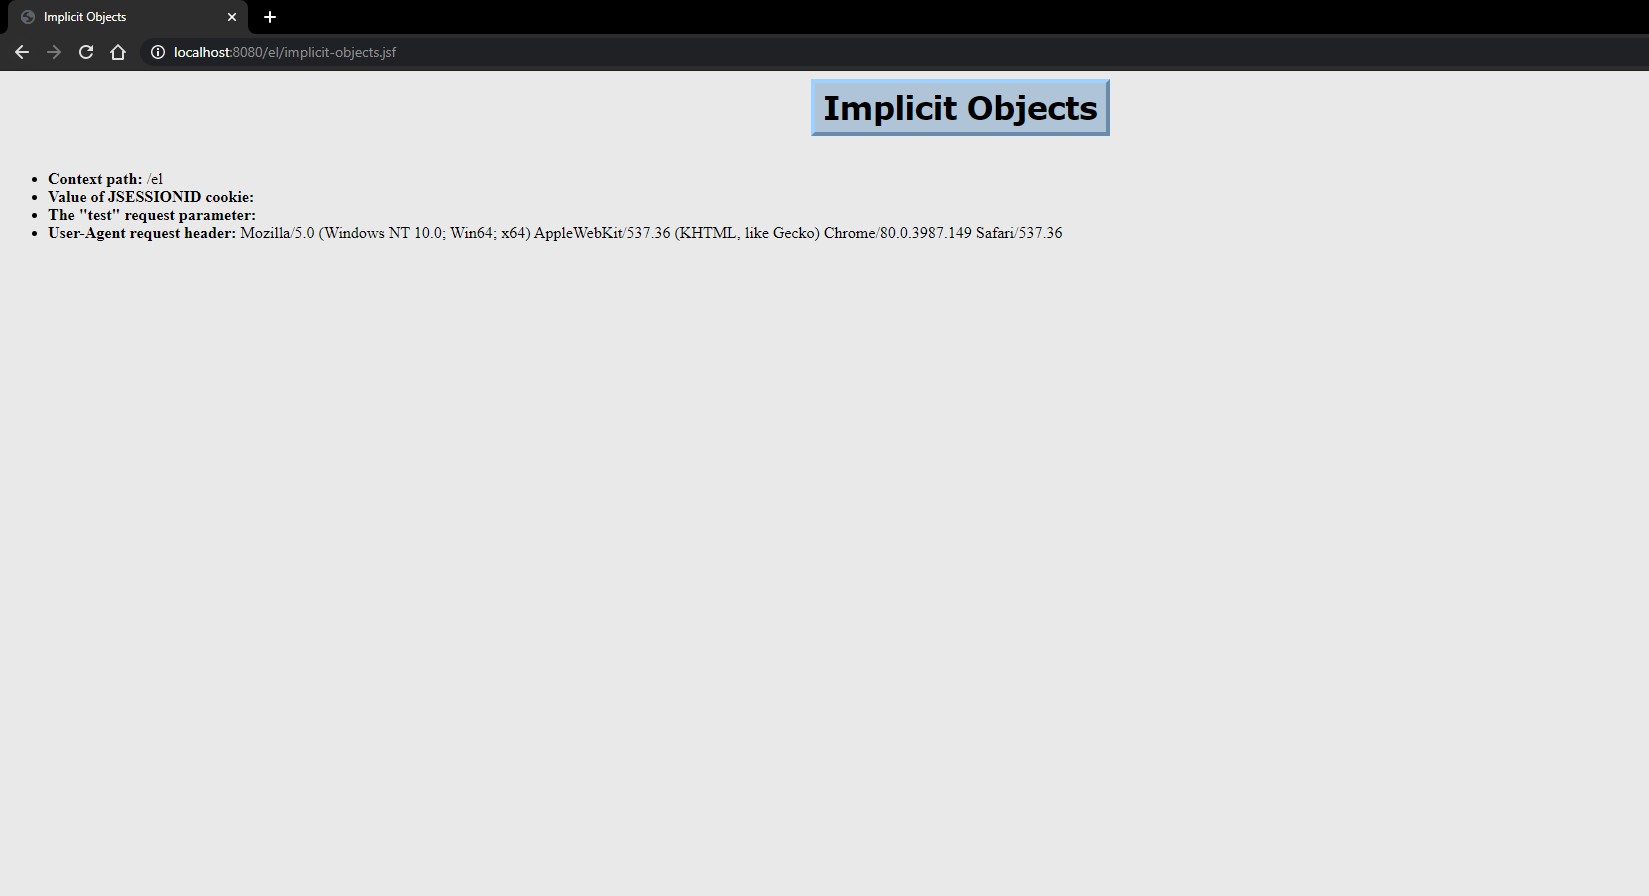 Implicit Objects
localhost:8080/el/implicit-objects.jsf
Implicit Objects
Context path: /el
Value of JSESSIONID cookie:
The "test" request parameter:
User-Agent request header: Mozilla/5.0 (Windows NT 10.0; Win64; x64) AppleWebKit/537.36 (KHTML, like Gecko) Chrome/80.0.3987.149 Safari/537.36